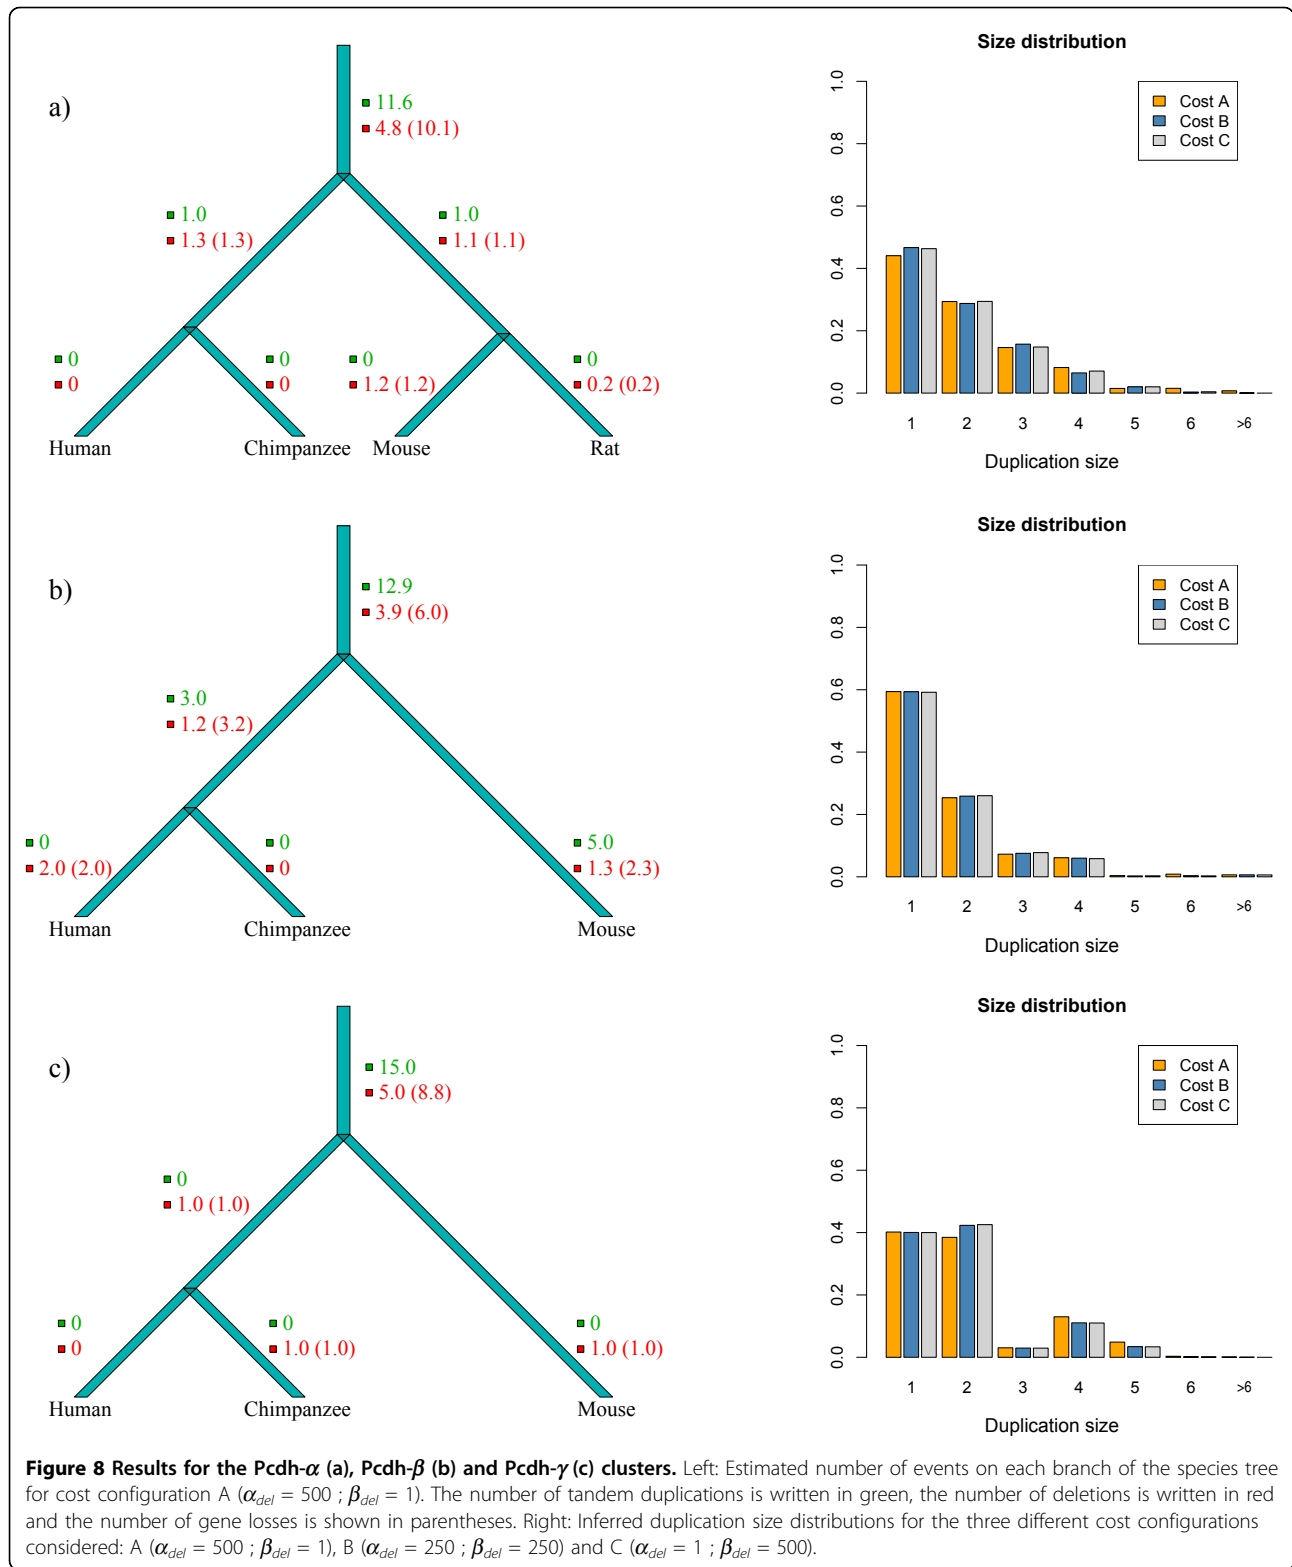 a)
11.6
4.8 (10.1)
1.0
1.3 (1.3)
1.0
1.1 (1.1)
0
0
0
0
0
1.2 (1.2)
0
0.2 (0.2)
Human
Chimpanzee
Mouse
Rat
Size distribution
Cost A
Cost B
Cost C
1.0
0.8
0.6
0.4
0.2
0.0
1 2 3 4 5 6 >6
Duplication size
b)
12.9
3.9 (6.0)
3.0
1.2 (3.2)
0
2.0 (2.0)
0
0
5.0
1.3 (2.3)
Human
Chimpanzee
Mouse
Size distribution
Cost A
Cost B
Cost C
1.0
0.8
0.6
0.4
0.2
0.0
1 2 3 4 5 6 >6
Duplication size
c)
15.0
5.0 (8.8)
0
1.0 (1.0)
0
0
0
1.0 (1.0)
0
1.0 (1.0)
Human
Chimpanzee
Mouse
Size distribution
Cost A
Cost B
Cost C
1.0
0.8
0.6
0.4
0.2
0.0
1 2 3 4 5 6 >6
Duplication size
Figure 8 Results for the Pcdh-α (a), Pcdh-β (b) and Pcdh-γ (c) clusters. Left: Estimated number of events on each branch of the species tree
for cost configuration A (αdel = 500 ; βdel = 1). The number of tandem duplications is written in green, the number of deletions is written in red
and the number of gene losses is shown in parentheses. Right: Inferred duplication size distributions for the three different cost configurations
considered: A (αdel = 500 ; βdel = 1), B (αdel = 250 ; βdel = 250) and C (αdel = 1 ; βdel = 500).